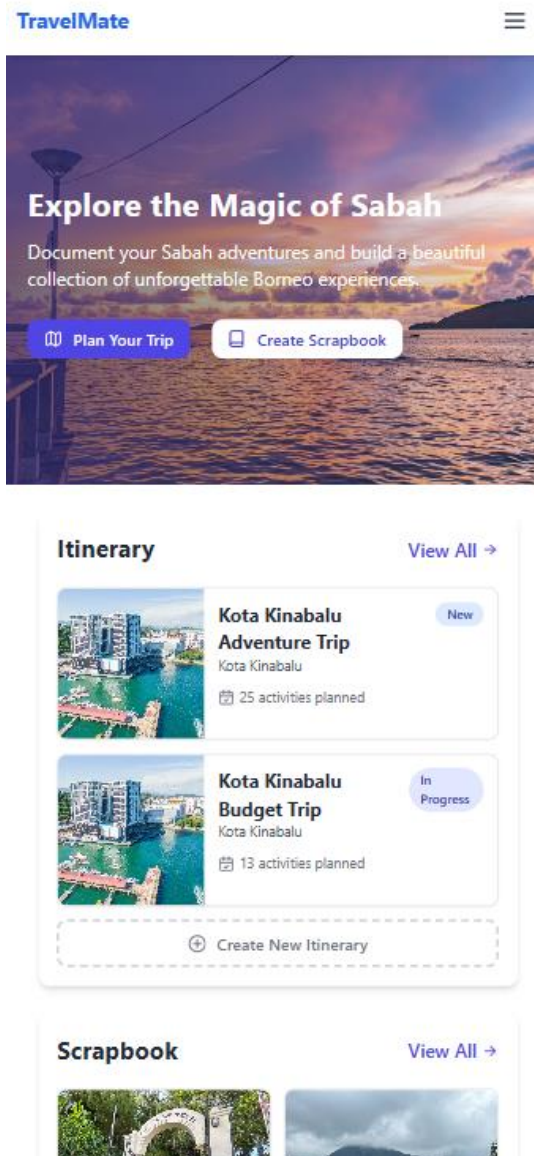 TravelMate
Explore the Magic of Sabah
Document your Sabah adventures and build a beautiful
collection of unforgettable Borneo experiences.
Plan Your Trip
Create Scrapbook
Itinerary
View All →
Kota Kinabalu
Adventure Trip
New
Kota Kinabalu
25 activities planned
Kota Kinabalu
Budget Trip
In
Progress
Kota Kinabalu
13 activities planned
Create New Itinerary
Scrapbook
View All →